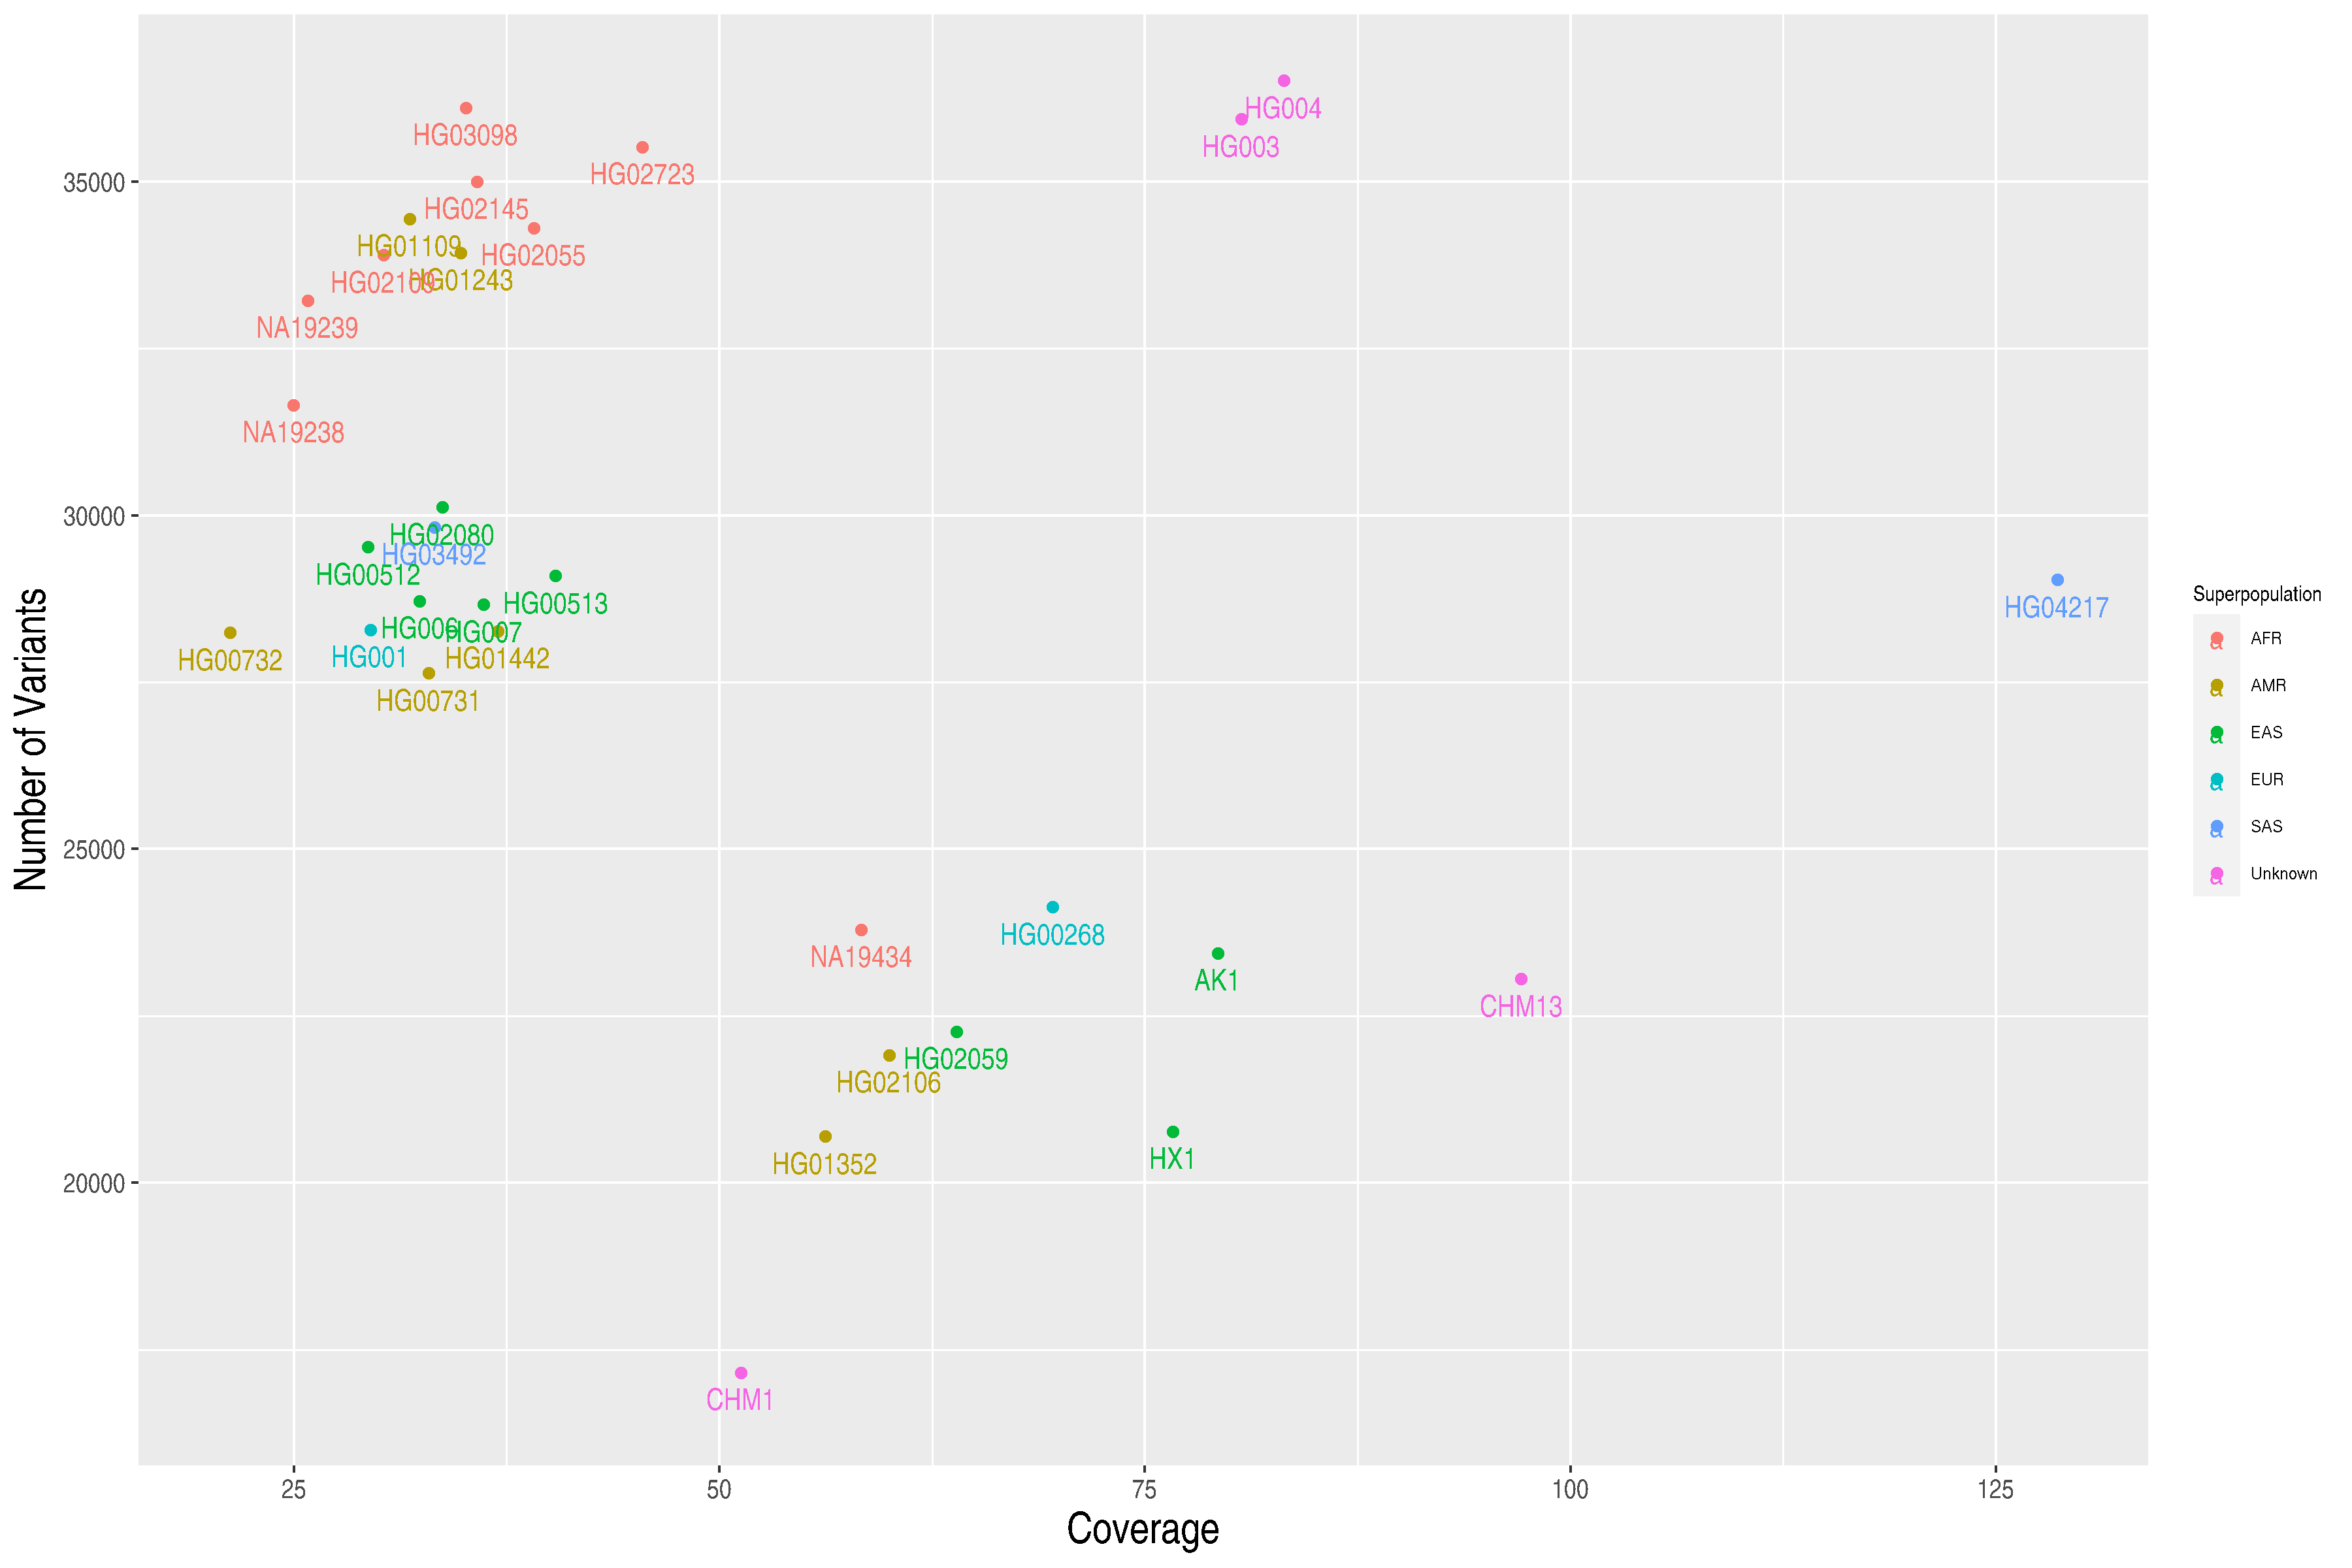 HG004
HG03098
HG003
HG02723
35000
HG02145
HG01109
HG02055
HG02109
HG01243
NA19239
NA19238
30000
HG02080
HG03492
HG00512
HG00513
HG04217
HG006
HG007
HG00732
HG001
HG01442
HG00731
Number of Variants
Superpopulation
a AFR
a AMR
a EAS
a EUR
a SAS
a Unknown
25000
HG00268
NA19434
AK1
CHM13
HG02059
HG02106
HX1
HG01352
20000
CHM1
25 50 75 100 125
Coverage